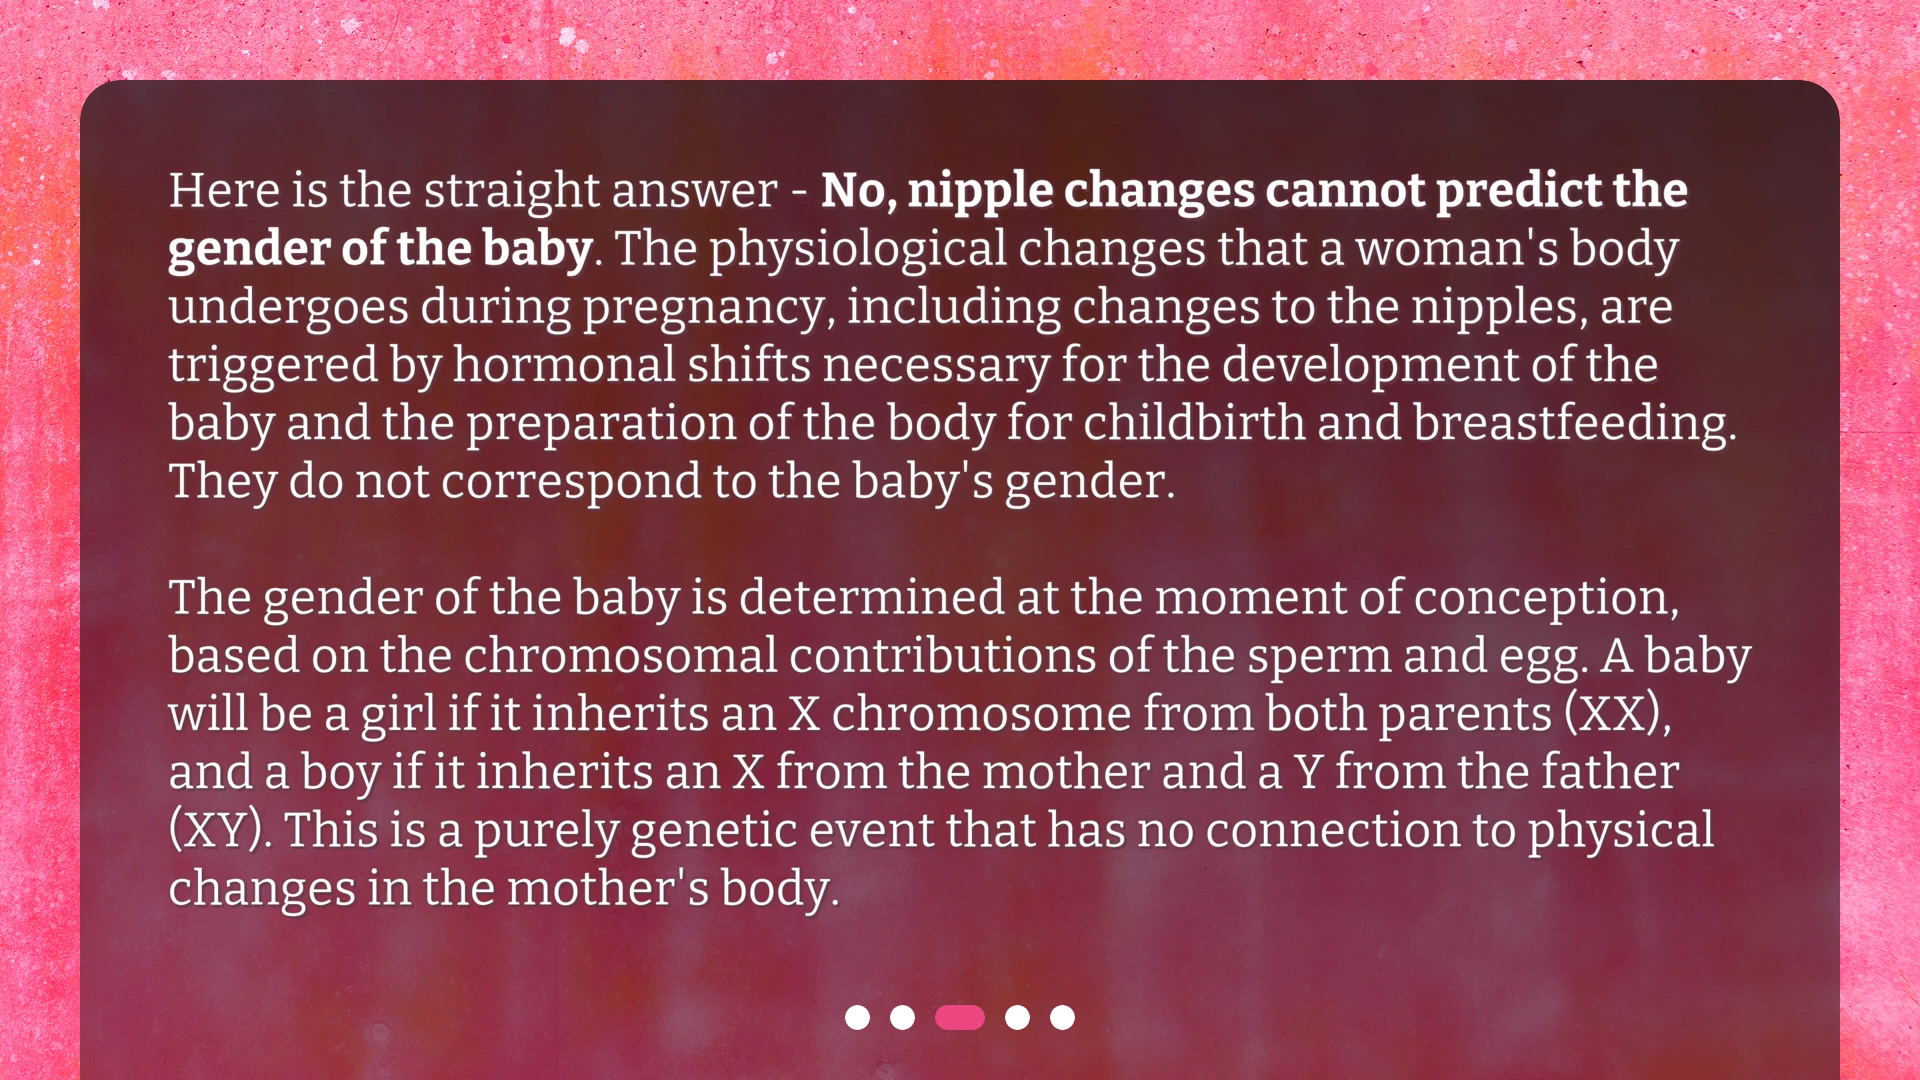 Here is the straight answer - No, nipple changes cannot predict the
gender of the baby. The physiological changes that a woman's body
undergoes during pregnancy, including changes to the nipples, are
triggered by hormonal shifts necessary for the development of the
baby and the preparation of the body for childbirth and breastfeeding.
They do not correspond to the baby's gender.
The gender of the baby is determined at the moment of conception,
based on the chromosomal contributions of the sperm and egg. A baby
will be a girl if it inherits an X chromosome from both parents (XX),
and a boy if it inherits an X from the mother and a Y from the father
(XY). This is a purely genetic event that has no connection to physical
changes in the mother's body.